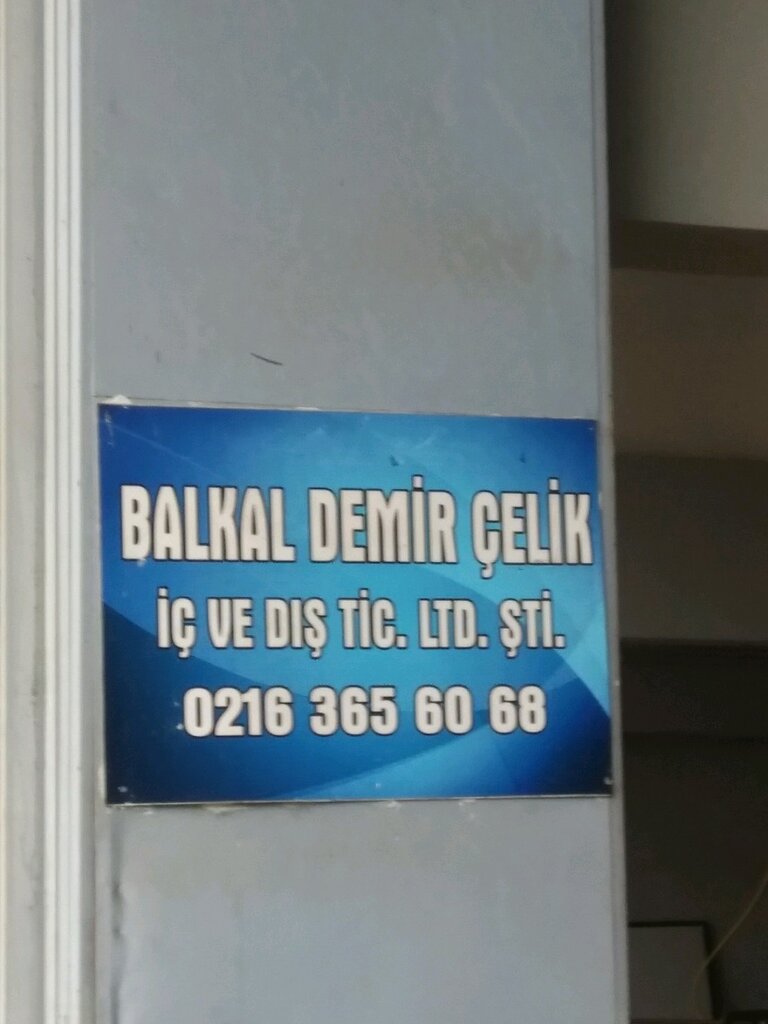 BALKAL DEMİR ÇELİK
İÇ VE DIŞ TİC. LTD. ŞTİ.
0216 365 60 68